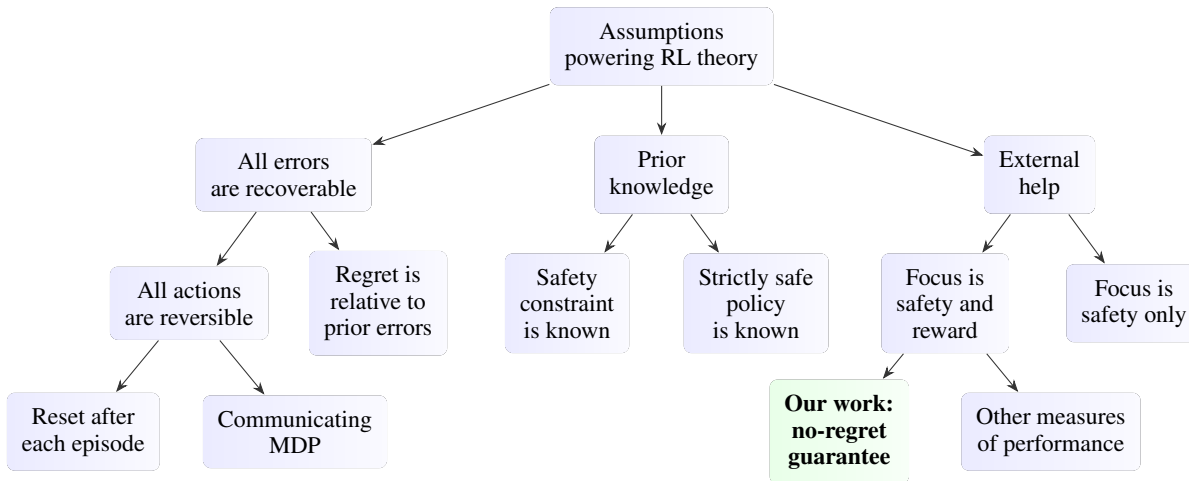 Assumptions
powering RL theory
All errors
are recoverable
Prior
knowledge
External
help
All actions
are reversible
Regret is
relative to
prior errors
Safety
constraint
is known
Strictly safe
policy
is known
Focus is
safety and
reward
Focus is
safety only
Reset after
each episode
Communicating
MDP
Our work:
no-regret
guarantee
Other measures
of performance